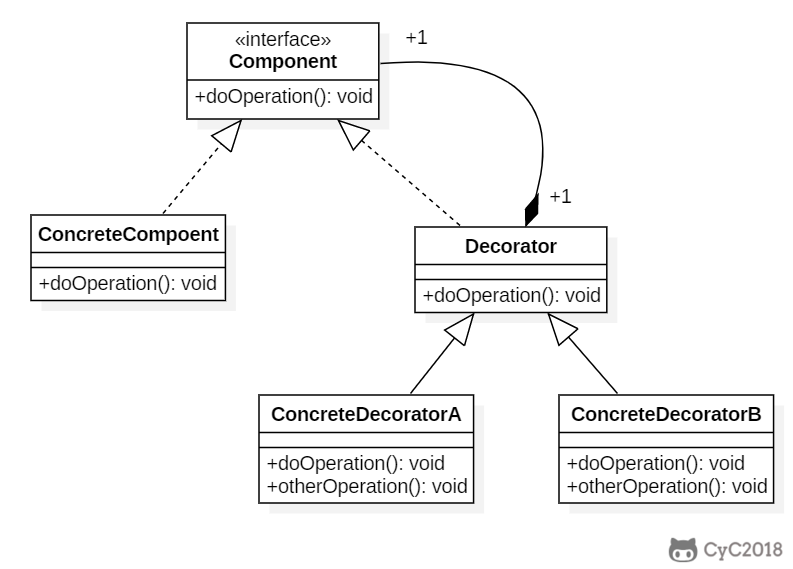 «interface»
Component
+doOperation(): void
+1
+1
ConcreteCompoent
+doOperation(): void
Decorator
+doOperation(): void
ConcreteDecoratorA
+doOperation(): void
+otherOperation(): void
ConcreteDecoratorB
+doOperation(): void
+otherOperation(): void
CyC2018